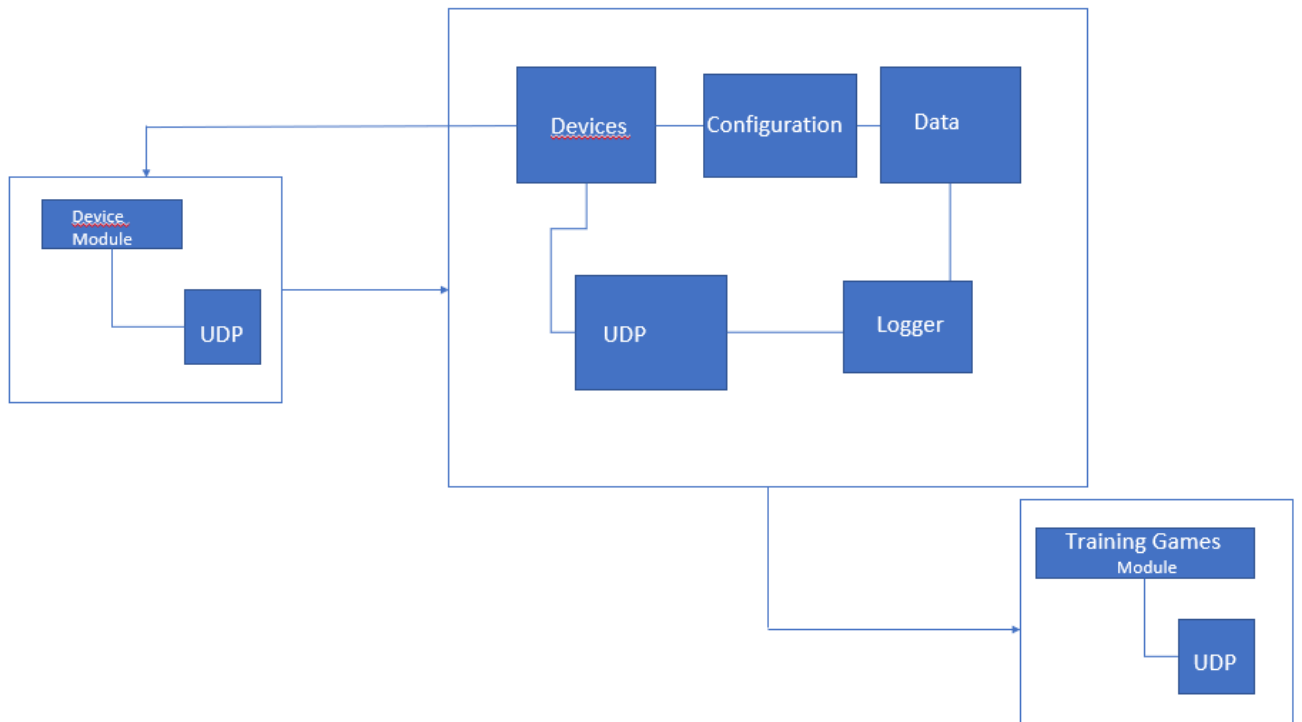 Devices
Configuration
Data
Device
Module
UDP
UDP
Logger
Training Games
Module
UDP